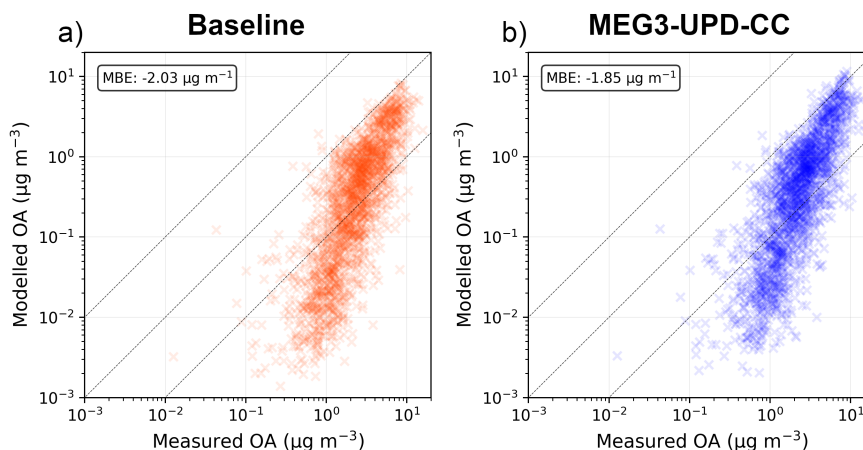 Baseline
MEG3-UPD-CC
a)
b)
MBE: -2.03 μg m⁻¹
MBE: -1.85 μg m⁻¹
Modelled OA (μg m⁻³)
10¹
10⁰
10⁻¹
10⁻²
10⁻³
10⁻³
10⁻²
10⁻¹
10⁰
10¹
Measured OA (μg m⁻³)
Modelled OA (μg m⁻³)
10¹
10⁰
10⁻¹
10⁻²
10⁻³
10⁻³
10⁻²
10⁻¹
10⁰
10¹
Measured OA (μg m⁻³)